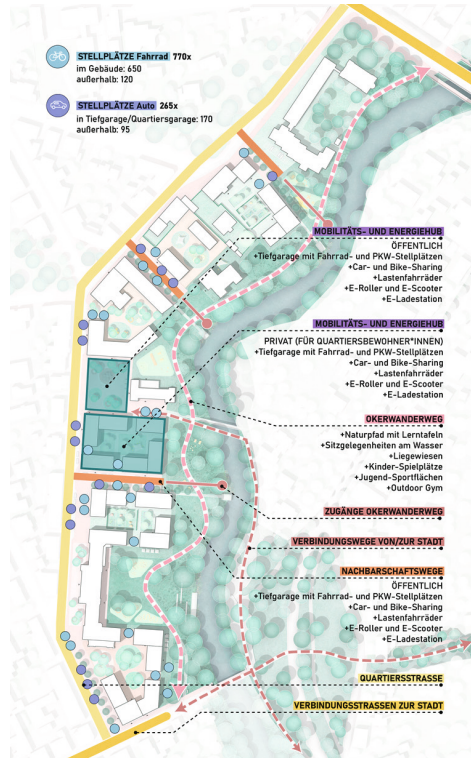 STELLPLÄTZE Fahrrad 770x
im Gebäude: 650
außerhalb: 120
STELLPLÄTZE Auto 265x
in Tiefgarage/Quartiersgarage: 170
außerhalb: 95
MOBILITÄTS- UND ENERGIEHUB
ÖFFENTLICH
+Tiefgarage mit Fahrrad- und PKW-Stellplätzen
+Car- und Bike-Sharing
+Lastenfahrräder
+E-Roller und E-Scooter
+E-Ladestation
MOBILITÄTS- UND ENERGIEHUB
PRIVAT (FÜR QUARTIERSBEWOHNER*INNEN)
+Tiefgarage mit Fahrrad- und PKW-Stellplätzen
+Car- und Bike-Sharing
+Lastenfahrräder
+E-Roller und E-Scooter
+E-Ladestation
OKERWANDERWEG
+Naturpfad mit Lerntafeln
+Sitzgelegenheiten am Wasser
+Liegewiesen
+Kinder-Spielplätze
+Jugend-Sportflächen
+Outdoor Gym
ZUGÄNGE OKERWANDERWEG
VERBINDUNGSWEGE VON/ZUR STADT
NACHBARSCHAFTSWEGE
ÖFFENTLICH
+Tiefgarage mit Fahrrad- und PKW-Stellplätzen
+Car- und Bike-Sharing
+Lastenfahrräder
+E-Roller und E-Scooter
+E-Ladestation
QUARTIERSSTRASSE
VERBINDUNGSSTRASSEN ZUR STADT